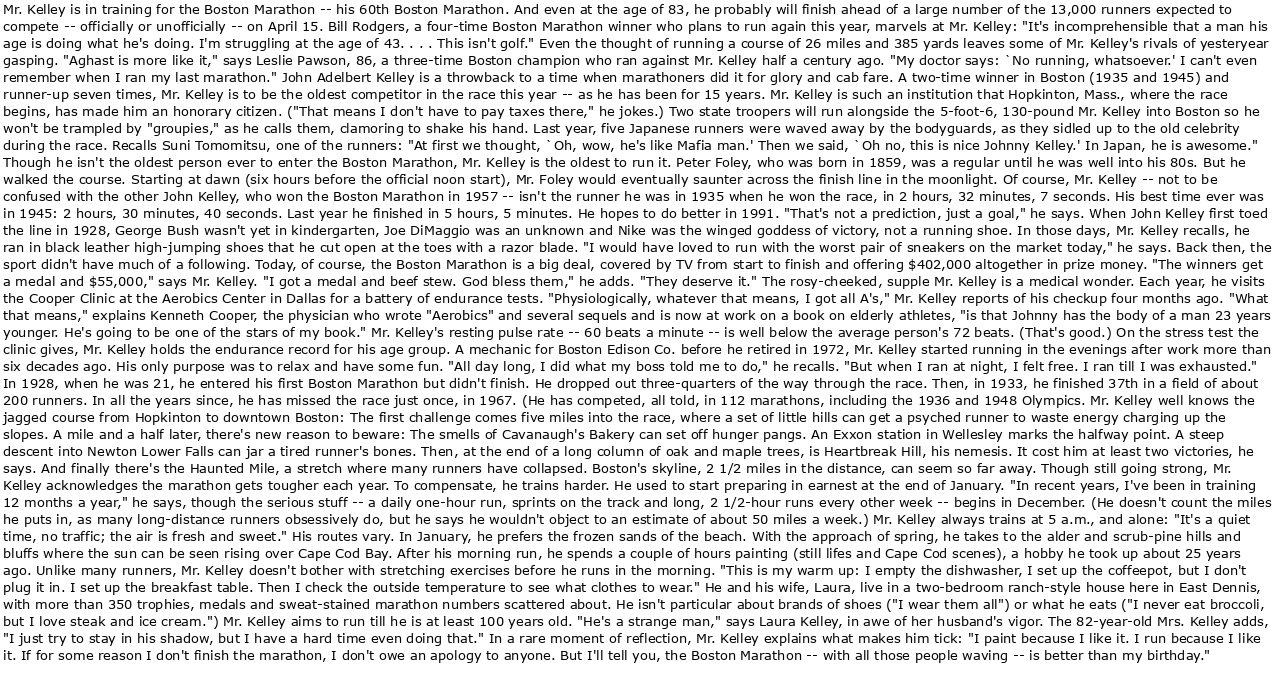 Mr. Kelley is in training for the Boston Marathon -- his 60th Boston Marathon. And even at the age of 83, he probably will finish ahead of a large number of the 13,000 runners expected to
compete -- officially or unofficially -- on April 15. Bill Rodgers, a four-time Boston Marathon winner who plans to run again this year, marvels at Mr. Kelley: "It's incomprehensible that a man his
age is doing what he's doing. I'm struggling at the age of 43. . . . This isn't golf." Even the thought of running a course of 26 miles and 385 yards leaves some of Mr. Kelley's rivals of yesteryear
gasping. "Aghast is more like it," says Leslie Pawson, 86, a three-time Boston champion who ran against Mr. Kelley half a century ago. "My doctor says: `No running, whatsoever.' I can't even
remember when I ran my last marathon." John Adelbert Kelley is a throwback to a time when marathoners did it for glory and cab fare. A two-time winner in Boston (1935 and 1945) and
runner-up seven times, Mr. Kelley is to be the oldest competitor in the race this year -- as he has been for 15 years. Mr. Kelley is such an institution that Hopkinton, Mass., where the race
begins, has made him an honorary citizen. ("That means I don't have to pay taxes there," he jokes.) Two state troopers will run alongside the 5-foot-6, 130-pound Mr. Kelley into Boston so he
won't be trampled by "groupies," as he calls them, clamoring to shake his hand. Last year, five Japanese runners were waved away by the bodyguards, as they sidled up to the old celebrity
during the race. Recalls Suni Tomomitsu, one of the runners: "At first we thought, `Oh, wow, he's like Mafia man.' Then we said, `Oh no, this is nice Johnny Kelley.' In Japan, he is awesome."
Though he isn't the oldest person ever to enter the Boston Marathon, Mr. Kelley is the oldest to run it. Peter Foley, who was born in 1859, was a regular until he was well into his 80s. But he
walked the course. Starting at dawn (six hours before the official noon start), Mr. Foley would eventually saunter across the finish line in the moonlight. Of course, Mr. Kelley -- not to be
confused with the other John Kelley, who won the Boston Marathon in 1957 -- isn't the runner he was in 1935 when he won the race, in 2 hours, 32 minutes, 7 seconds. His best time ever was
in 1945: 2 hours, 30 minutes, 40 seconds. Last year he finished in 5 hours, 5 minutes. He hopes to do better in 1991. "That's not a prediction, just a goal," he says. When John Kelley first toed
the line in 1928, George Bush wasn't yet in kindergarten, Joe DiMaggio was an unknown and Nike was the winged goddess of victory, not a running shoe. In those days, Mr. Kelley recalls, he
ran in black leather high-jumping shoes that he cut open at the toes with a razor blade. "I would have loved to run with the worst pair of sneakers on the market today," he says. Back then, the
sport didn't have much of a following. Today, of course, the Boston Marathon is a big deal, covered by TV from start to finish and offering $402,000 altogether in prize money. "The winners get
a medal and $55,000," says Mr. Kelley. "I got a medal and beef stew. God bless them," he adds. "They deserve it." The rosy-cheeked, supple Mr. Kelley is a medical wonder. Each year, he visits
the Cooper Clinic at the Aerobics Center in Dallas for a battery of endurance tests. "Physiologically, whatever that means, I got all A's," Mr. Kelley reports of his checkup four months ago. "What
that means," explains Kenneth Cooper, the physician who wrote "Aerobics" and several sequels and is now at work on a book on elderly athletes, "is that Johnny has the body of a man 23 years
younger. He's going to be one of the stars of my book." Mr. Kelley's resting pulse rate -- 60 beats a minute -- is well below the average person's 72 beats. (That's good.) On the stress test the
clinic gives, Mr. Kelley holds the endurance record for his age group. A mechanic for Boston Edison Co. before he retired in 1972, Mr. Kelley started running in the evenings after work more than
six decades ago. His only purpose was to relax and have some fun. "All day long, I did what my boss told me to do," he recalls. "But when I ran at night, I felt free. I ran till I was exhausted."
In 1928, when he was 21, he entered his first Boston Marathon but didn't finish. He dropped out three-quarters of the way through the race. Then, in 1933, he finished 37th in a field of about
200 runners. In all the years since, he has missed the race just once, in 1967. (He has competed, all told, in 112 marathons, including the 1936 and 1948 Olympics. Mr. Kelley well knows the
jagged course from Hopkinton to downtown Boston: The first challenge comes five miles into the race, where a set of little hills can get a psyched runner to waste energy charging up the
slopes. A mile and a half later, there's new reason to beware: The smells of Cavanaugh's Bakery can set off hunger pangs. An Exxon station in Wellesley marks the halfway point. A steep
descent into Newton Lower Falls can jar a tired runner's bones. Then, at the end of a long column of oak and maple trees, is Heartbreak Hill, his nemesis. It cost him at least two victories, he
says. And finally there's the Haunted Mile, a stretch where many runners have collapsed. Boston's skyline, 2 1/2 miles in the distance, can seem so far away. Though still going strong, Mr.
Kelley acknowledges the marathon gets tougher each year. To compensate, he trains harder. He used to start preparing in earnest at the end of January. "In recent years, I've been in training
12 months a year," he says, though the serious stuff -- a daily one-hour run, sprints on the track and long, 2 1/2-hour runs every other week -- begins in December. (He doesn't count the miles
he puts in, as many long-distance runners obsessively do, but he says he wouldn't object to an estimate of about 50 miles a week.) Mr. Kelley always trains at 5 a.m., and alone: "It's a quiet
time, no traffic; the air is fresh and sweet." His routes vary. In January, he prefers the frozen sands of the beach. With the approach of spring, he takes to the alder and scrub-pine hills and
bluffs where the sun can be seen rising over Cape Cod Bay. After his morning run, he spends a couple of hours painting (still lifes and Cape Cod scenes), a hobby he took up about 25 years
ago. Unlike many runners, Mr. Kelley doesn't bother with stretching exercises before he runs in the morning. "This is my warm up: I empty the dishwasher, I set up the coffeepot, but I don't
plug it in. I set up the breakfast table. Then I check the outside temperature to see what clothes to wear." He and his wife, Laura, live in a two-bedroom ranch-style house here in East Dennis,
with more than 350 trophies, medals and sweat-stained marathon numbers scattered about. He isn't particular about brands of shoes ("I wear them all") or what he eats ("I never eat broccoli,
but I love steak and ice cream.") Mr. Kelley aims to run till he is at least 100 years old. "He's a strange man," says Laura Kelley, in awe of her husband's vigor. The 82-year-old Mrs. Kelley adds,
"I just try to stay in his shadow, but I have a hard time even doing that." In a rare moment of reflection, Mr. Kelley explains what makes him tick: "I paint because I like it. I run because I like
it. If for some reason I don't finish the marathon, I don't owe an apology to anyone. But I'll tell you, the Boston Marathon -- with all those people waving -- is better than my birthday."